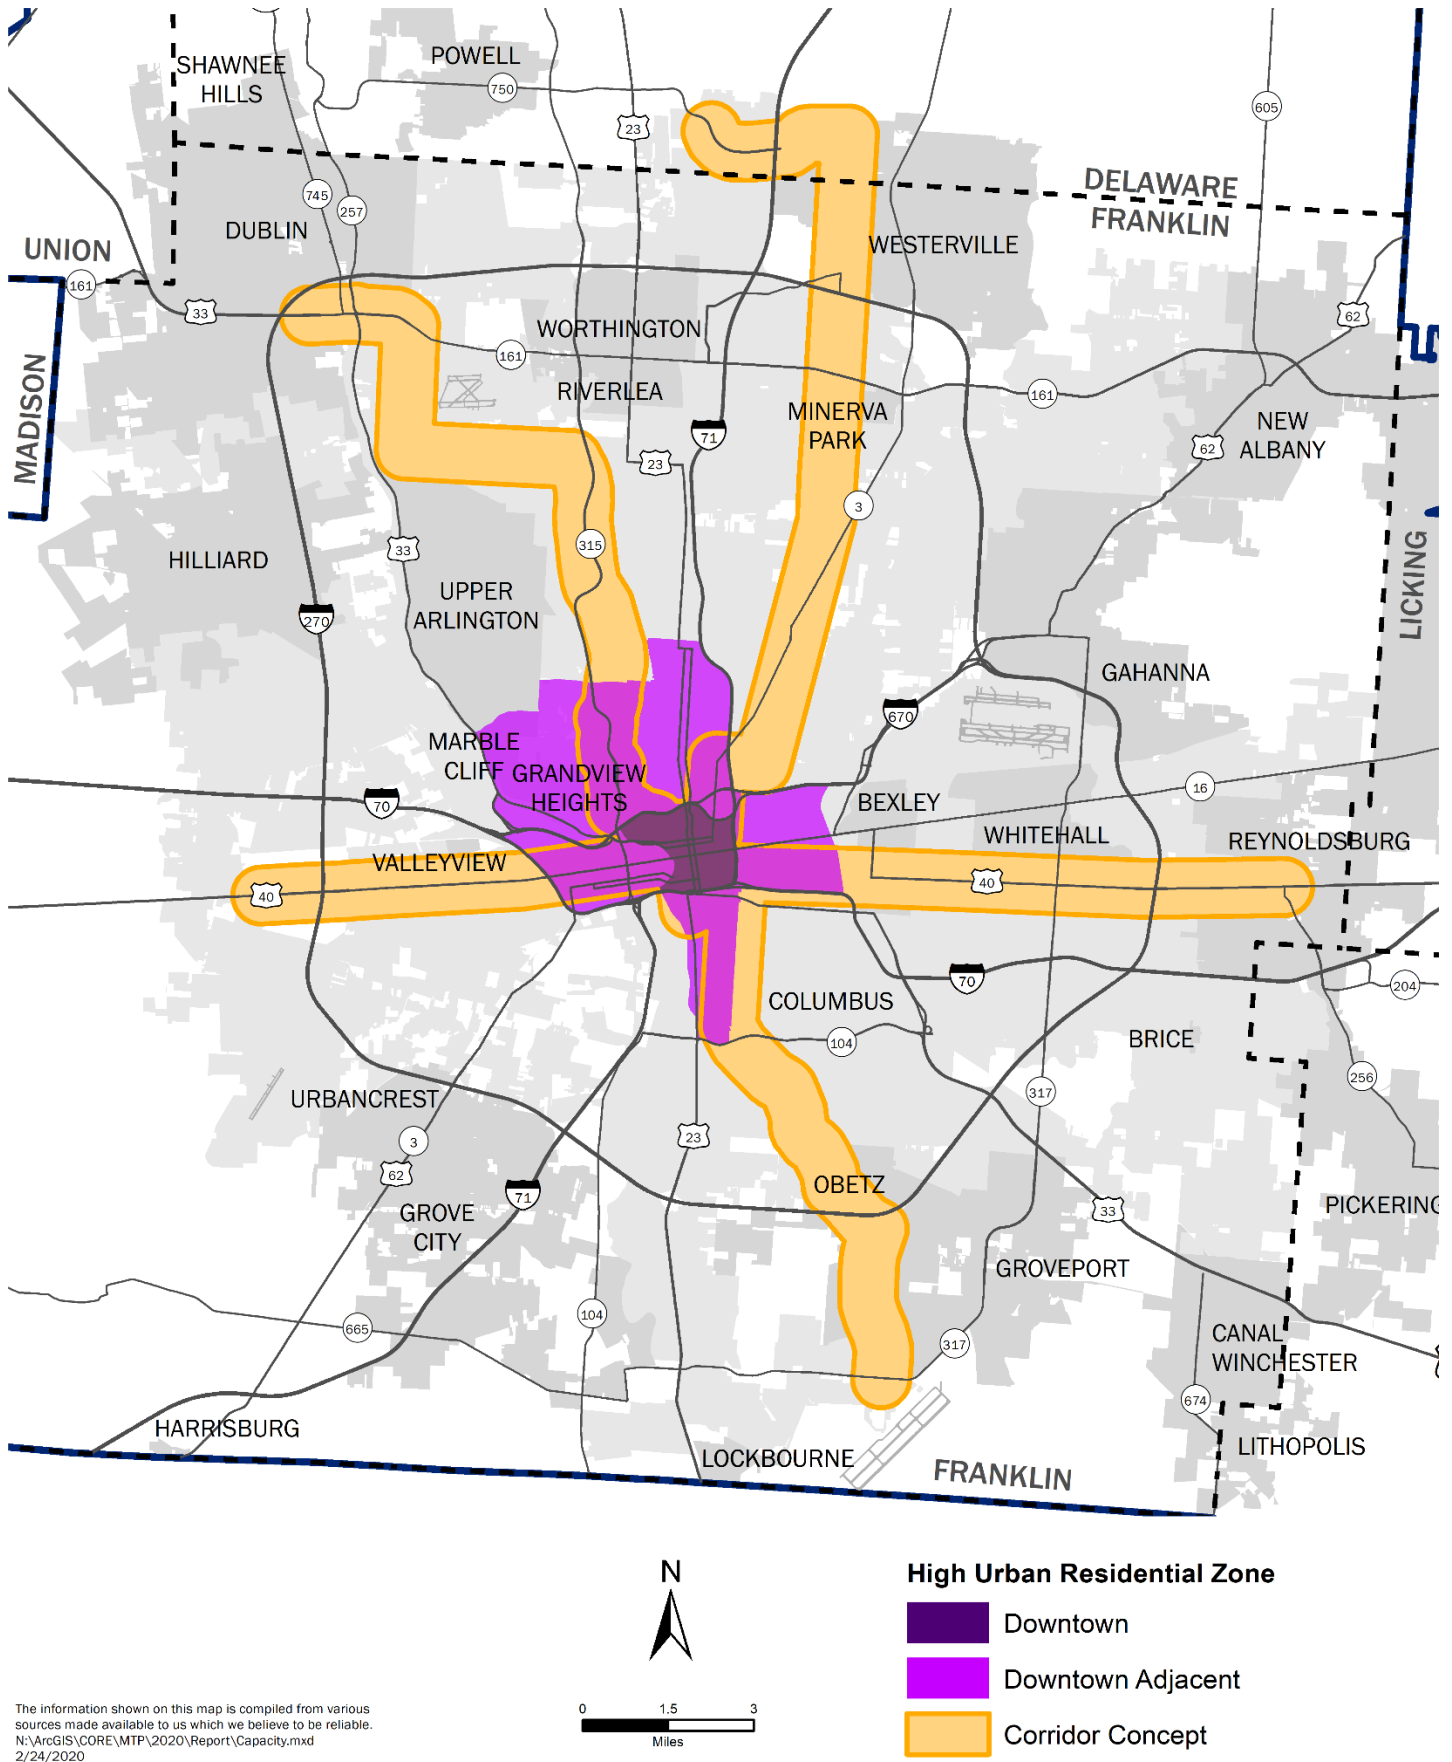 SHAWNEE
HILLS
POWELL
750
23
605
745
257
DELAWARE
FRANKLIN
DUBLIN
UNION
WESTERVILLE
161
33
62
WORTHINGTON
161
RIVERLEA
MADISON
161
MINERVA
PARK
NEW
ALBANY
71
62
23
3
315
33
HILLIARD
LICKING
UPPER
ARLINGTON
270
GAHANNA
670
MARBLE
CLIFF
GRANDVIEW
HEIGHTS
70
BEXLEY
16
WHITEHALL
REYNOLDSBURG
VALLEYVIEW
40
40
70
204
COLUMBUS
104
BRICE
256
URBANCREST
317
3
23
62
OBETZ
71
33
PICKERING
GROVE
CITY
GROVEPORT
104
665
317
CANAL
WINCHESTER
674
HARRISBURG
LOCKBOURNE
LITHOPOLIS
FRANKLIN
N
High Urban Residential Zone
Downtown
Downtown Adjacent
Corridor Concept
0 1.5 3
Miles
The information shown on this map is compiled from various
sources made available to us which we believe to be reliable.
N:\ArcGIS\CORE\MTP\2020\Report\Capacity.mxd
2/24/2020